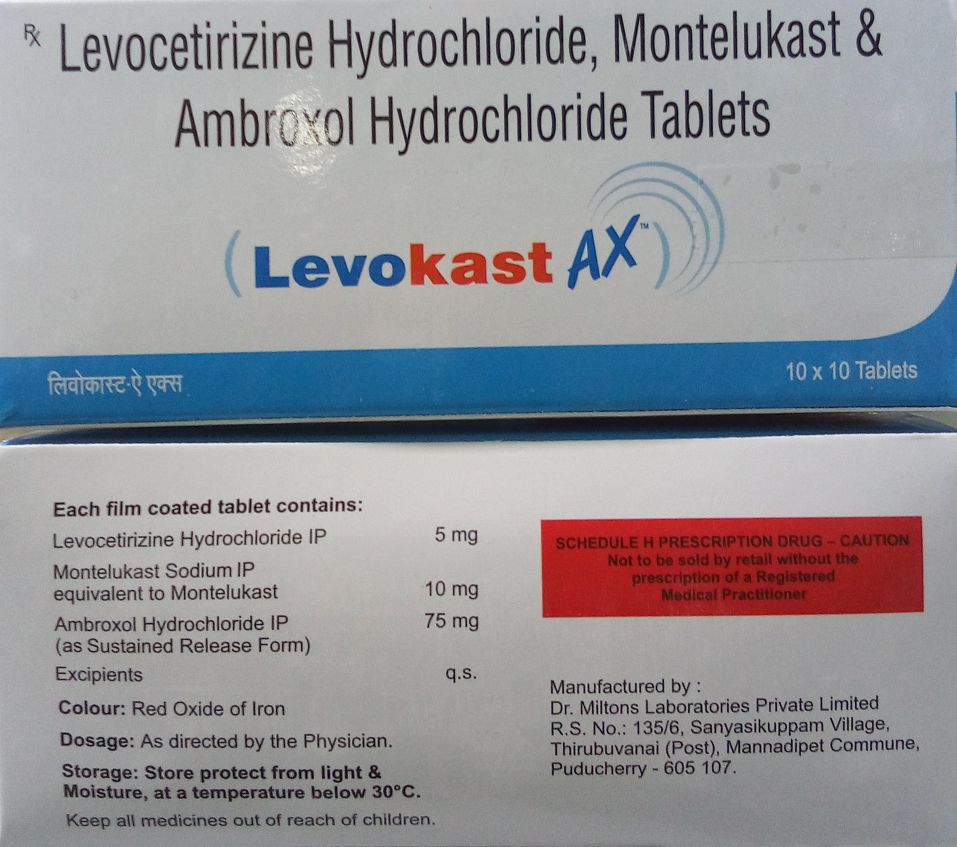 Rx Levocetirizine Hydrochloride, Montelukast &
Ambroxol Hydrochloride Tablets
(Levokast AX™)
लिवोकास्ट-ऐ एक्स
10 x 10 Tablets
Each film coated tablet contains:
Levocetirizine Hydrochloride IP 5 mg
Montelukast Sodium IP
equivalent to Montelukast 10 mg
Ambroxol Hydrochloride IP 75 mg
(as Sustained Release Form)
Excipients q.s.
Colour: Red Oxide of Iron
Dosage: As directed by the Physician.
Storage: Store protect from light &
Moisture, at a temperature below 30°C.
Keep all medicines out of reach of children.
SCHEDULE H PRESCRIPTION DRUG – CAUTION
Not to be sold by retail without the
prescription of a Registered
Medical Practitioner
Manufactured by :
Dr. Miltons Laboratories Private Limited
R.S. No.: 135/6, Sanyasikuppam Village,
Thirubuvanai (Post), Mannadipet Commune,
Puducherry - 605 107.